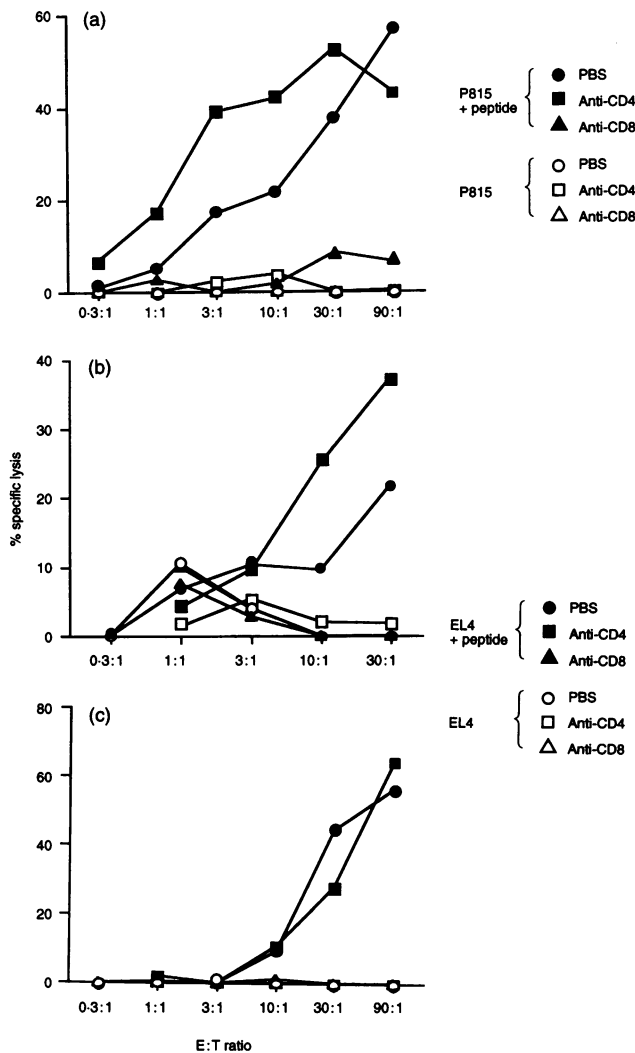 (a)
60
40
20
0
0·3:1 1:1 3:1 10:1 30:1 90:1
P815 + peptide
PBS
Anti-CD4
Anti-CD8
P815
PBS
Anti-CD4
Anti-CD8
(b)
40
30
20
10
0
0·3:1 1:1 3:1 10:1 30:1
% specific lysis
EL4 + peptide
PBS
Anti-CD4
Anti-CD8
EL4
PBS
Anti-CD4
Anti-CD8
(c)
80
60
40
20
0
0·3:1 1:1 3:1 10:1 30:1 90:1
E:T ratio